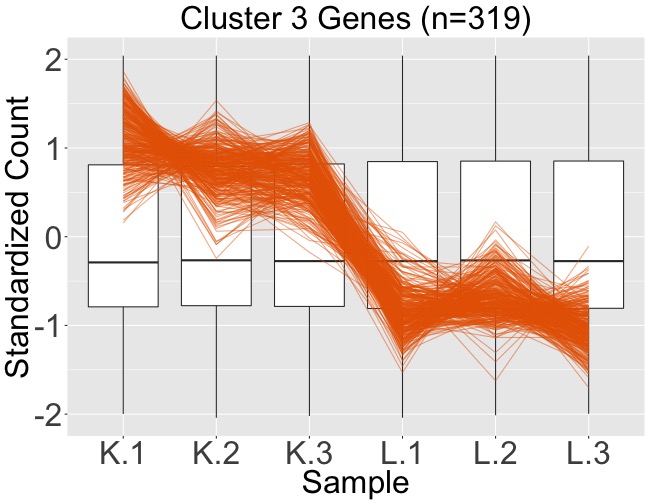 Cluster 3 Genes (n=319)
Standardized Count
2
1
0
-1
-2
K.1 K.2 K.3 L.1 L.2 L.3
Sample